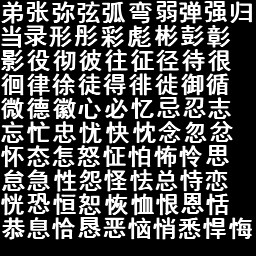 弟张弥弦弧弯弱弹强归
当录形彤彩彪彬彭彰
影役彻彼往征径待很
徊律徐徒得徘徙御循
微德徽心必忆忌忍志
忘忙忠忧快忱念忽忿
怀态怎怒怔怕怖怜思
怠急性怨怪怯总恃恋
恍恐恒恕恢恤恨恩恬
恭息恰恳恶恼悄悉悍悔